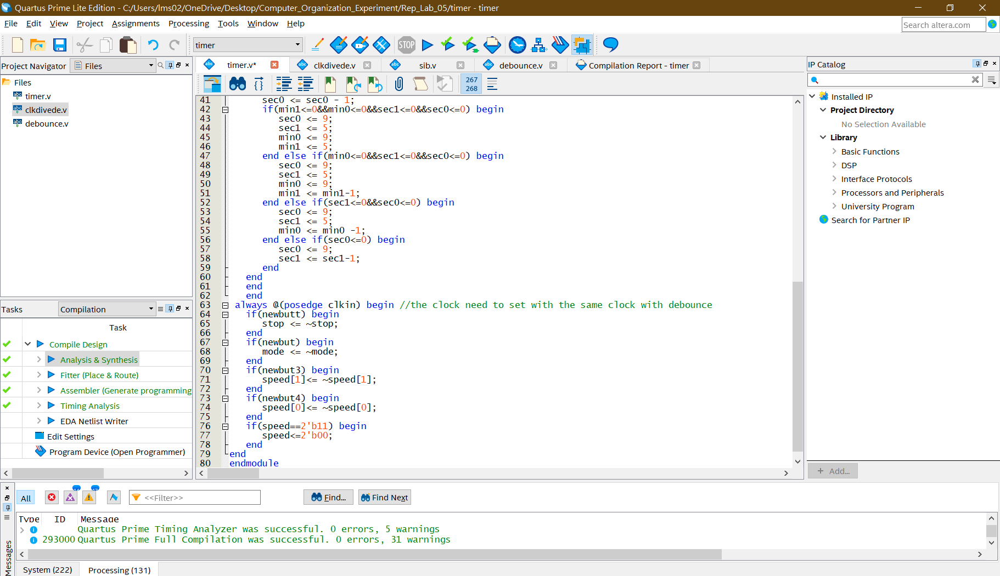 Quartus Prime Lite Edition - C:/Users/lms02/OneDrive/Desktop/Computer_Organization_Experiment/Rep_Lab_05/timer - timer
File Edit View Project Assignments Processing Tools Window Help
Search altera.com
timer
STOP
Project Navigator Files
Files
timer.v
clkdivede.v
debounce.v
timer.v* clkdivede.v sib.v debounce.v Compilation Report - timer
267
268
41 sec0 <= sec0 - 1;
42 if(min1<=0&&min0<=0&&sec1<=0&&sec0<=0) begin
43 sec0 <= 9;
44 sec1 <= 5;
45 min0 <= 9;
46 min1 <= 5;
47 end else if(min0<=0&&sec1<=0&&sec0<=0) begin
48 sec0 <= 9;
49 sec1 <= 5;
50 min0 <= 9;
51 min1 <= min1-1;
52 end else if(sec1<=0&&sec0<=0) begin
53 sec0 <= 9;
54 sec1 <= 5;
55 min0 <= min0 -1;
56 end else if(sec0<=0) begin
57 sec0 <= 9;
58 sec1 <= sec1-1;
59 end
60 end
61 end
62 end
63 always @(posedge clkin) begin //the clock need to set with the same clock with debounce
64 if(newbutt) begin
65 stop <= ~stop;
66 end
67 if(newbut) begin
68 mode <= ~mode;
69 end
70 if(newbut3) begin
71 speed[1]<= ~speed[1];
72 end
73 if(newbut4) begin
74 speed[0]<= ~speed[0];
75 end
76 if(speed==2'b11) begin
77 speed<=2'b00;
78 end
79 end
80 endmodule
IP Catalog
Installed IP
Project Directory
No Selection Available
Library
Basic Functions
DSP
Interface Protocols
Processors and Peripherals
University Program
Search for Partner IP
+ Add...
Tasks Compilation
Task
Compile Design
Analysis & Synthesis
Fitter (Place & Route)
Assembler (Generate programming
Timing Analysis
EDA Netlist Writer
Edit Settings
Program Device (Open Programmer)
All <<Filter>> Find... Find Next
Type ID Message
Quartus Prime Timing Analyzer was successful. 0 errors, 5 warnings
293000 Quartus Prime Full Compilation was successful. 0 errors, 31 warnings
Messages
System (222) Processing (131)